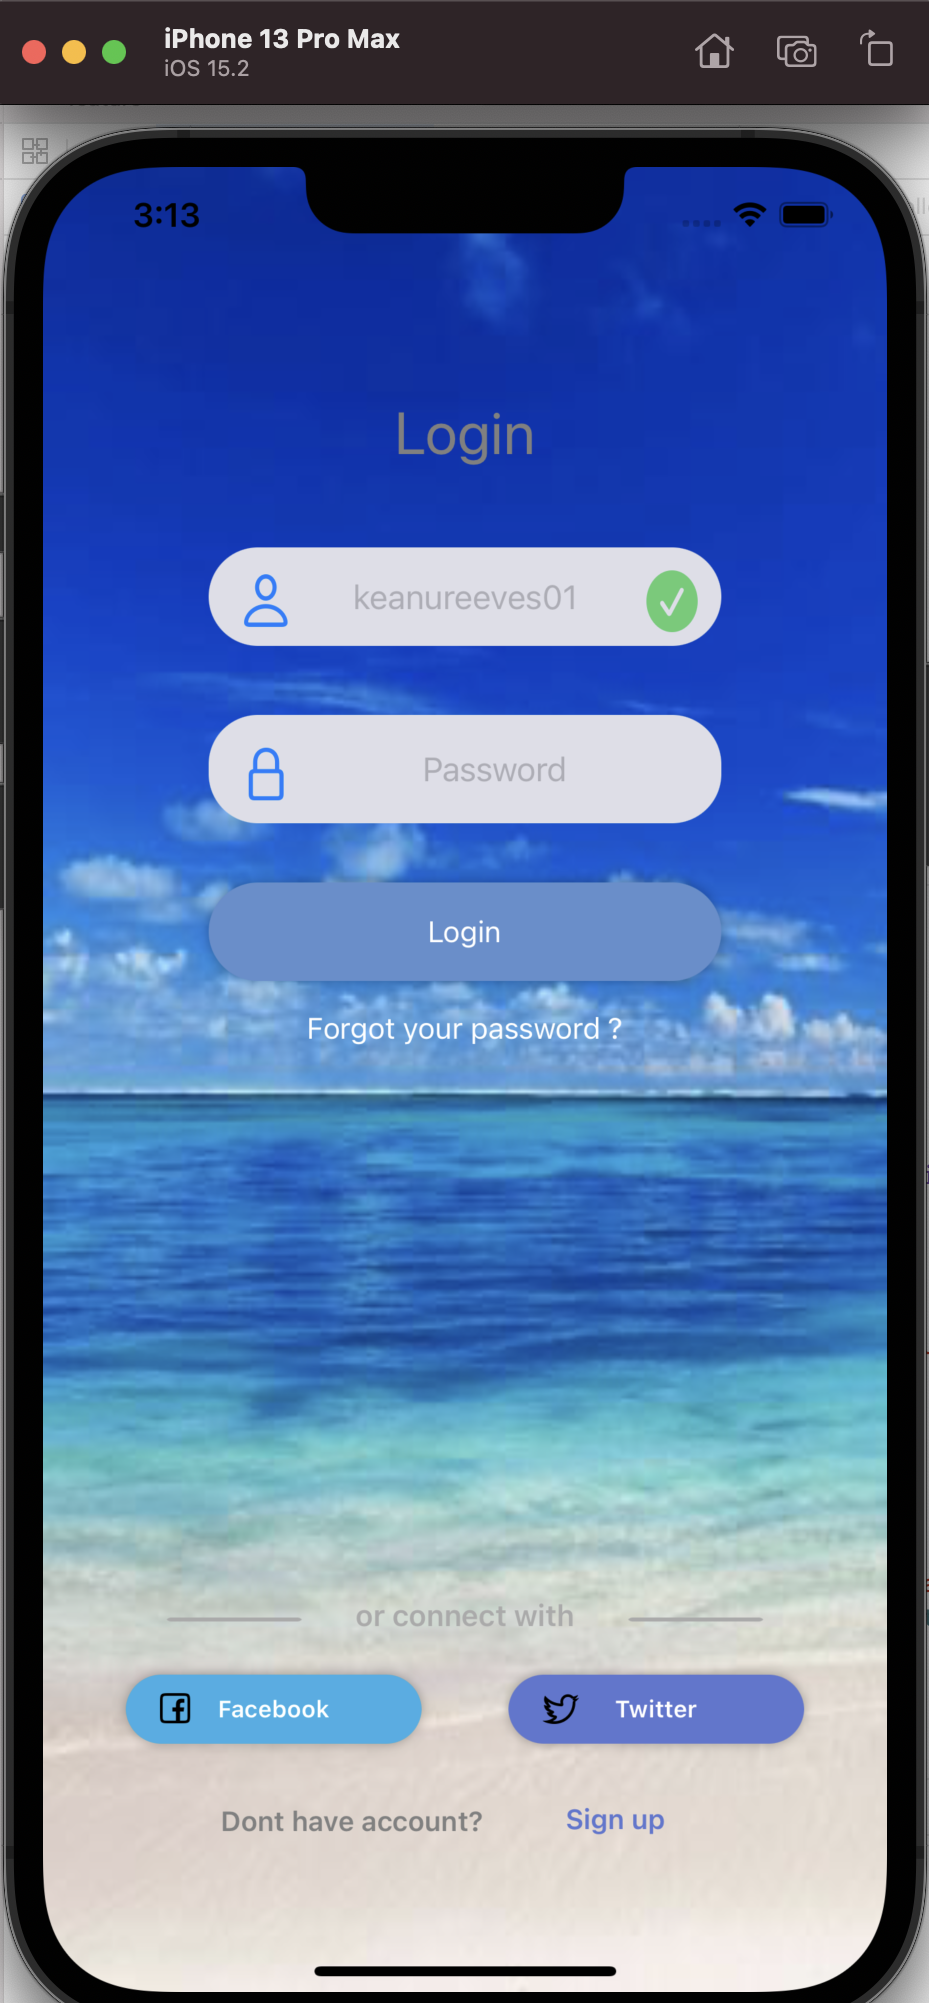 iPhone 13 Pro Max
iOS 15.2
3:13
Login
keanureeves01
Password
Login
Forgot your password ?
or connect with
Facebook
Twitter
Dont have account?
Sign up